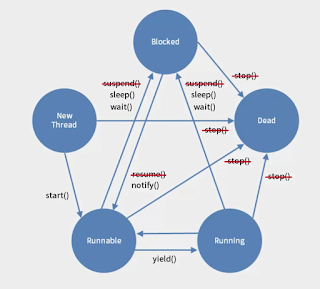 Blocked
suspend()
sleep()
wait()
suspend()
sleep()
wait()
stop()
New
Thread
stop()
Dead
resume()
notify()
stop()
stop()
start()
Runnable
Running
yield()